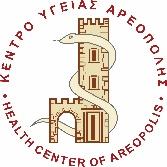 ΚΕΝΤΡΟ ΥΓΕΙΑΣ ΑΡΕΟΠΟΛΗΣ
• HEALTH CENTER OF AREOPOLIS •